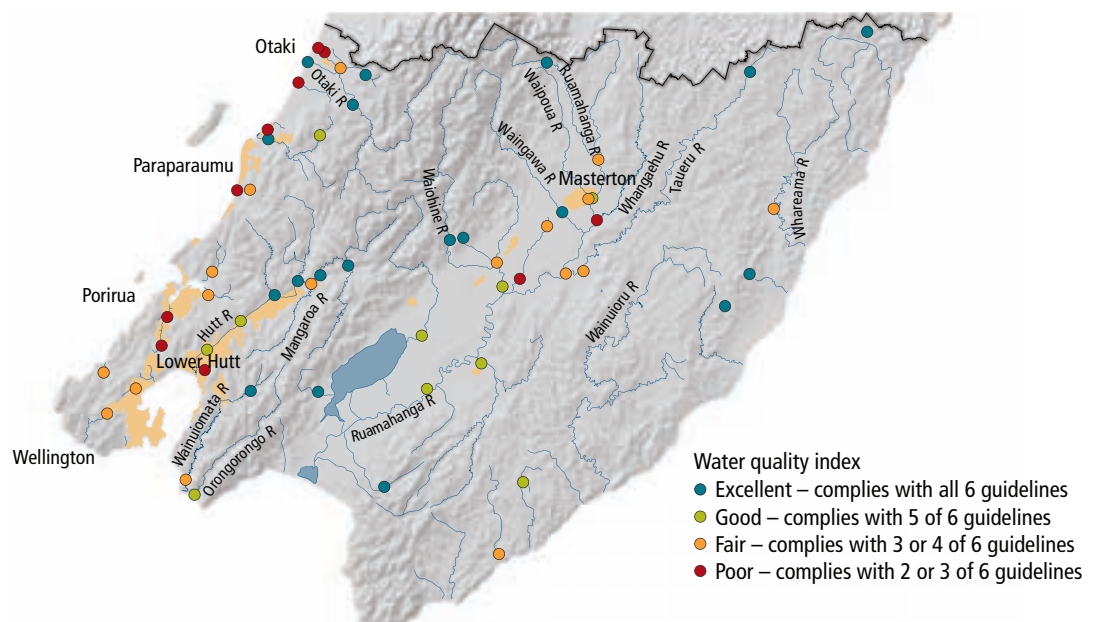 Otaki
Otaki R
Paraparaumu
Waipoua R
Ruamahanga R
Waingawa R
Masterton
Whangaehu R
Taueru R
Whareama R
Waiohine R
Porirua
Hutt R
Mangaroa R
Wainuioru R
Lower Hutt
Wainuiomata R
Ruamahanga R
Orongorongo R
Wellington
Water quality index
Excellent – complies with all 6 guidelines
Good – complies with 5 of 6 guidelines
Fair – complies with 3 or 4 of 6 guidelines
Poor – complies with 2 or 3 of 6 guidelines